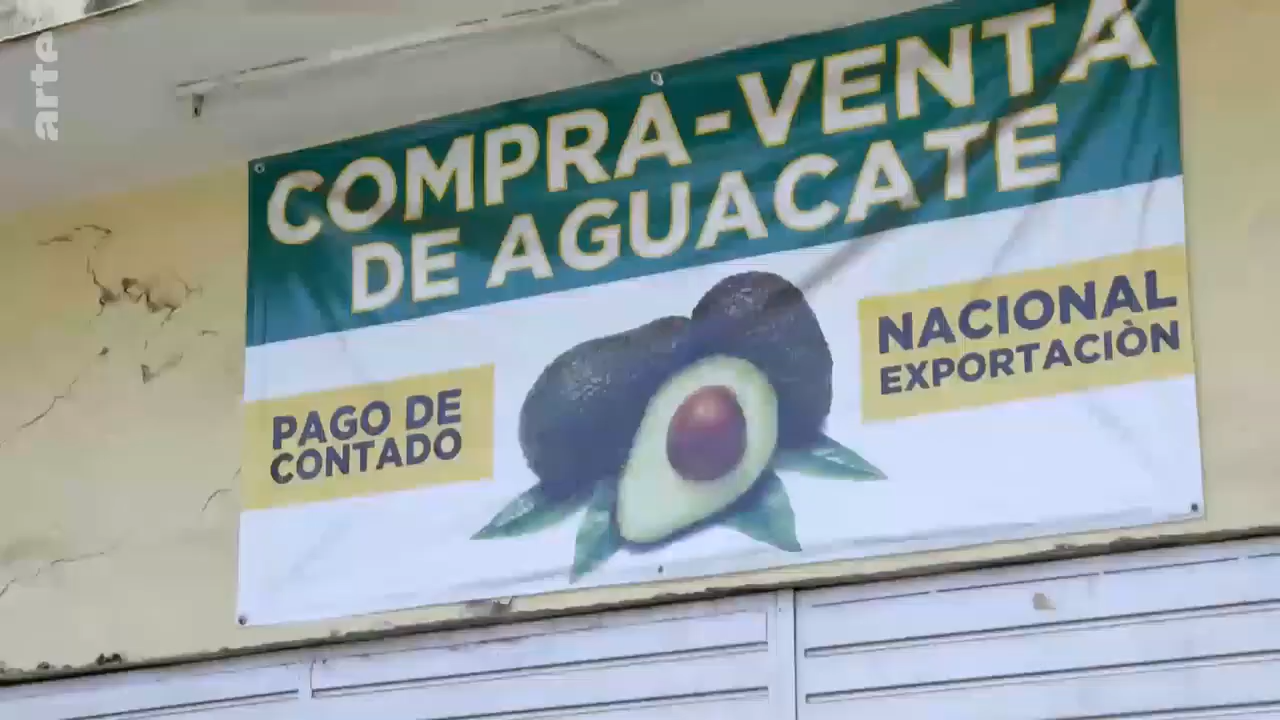 arte
COMPRA-VENTA
DE AGUACATE
PAGO DE
CONTADO
NACIONAL
EXPORTACIÒN